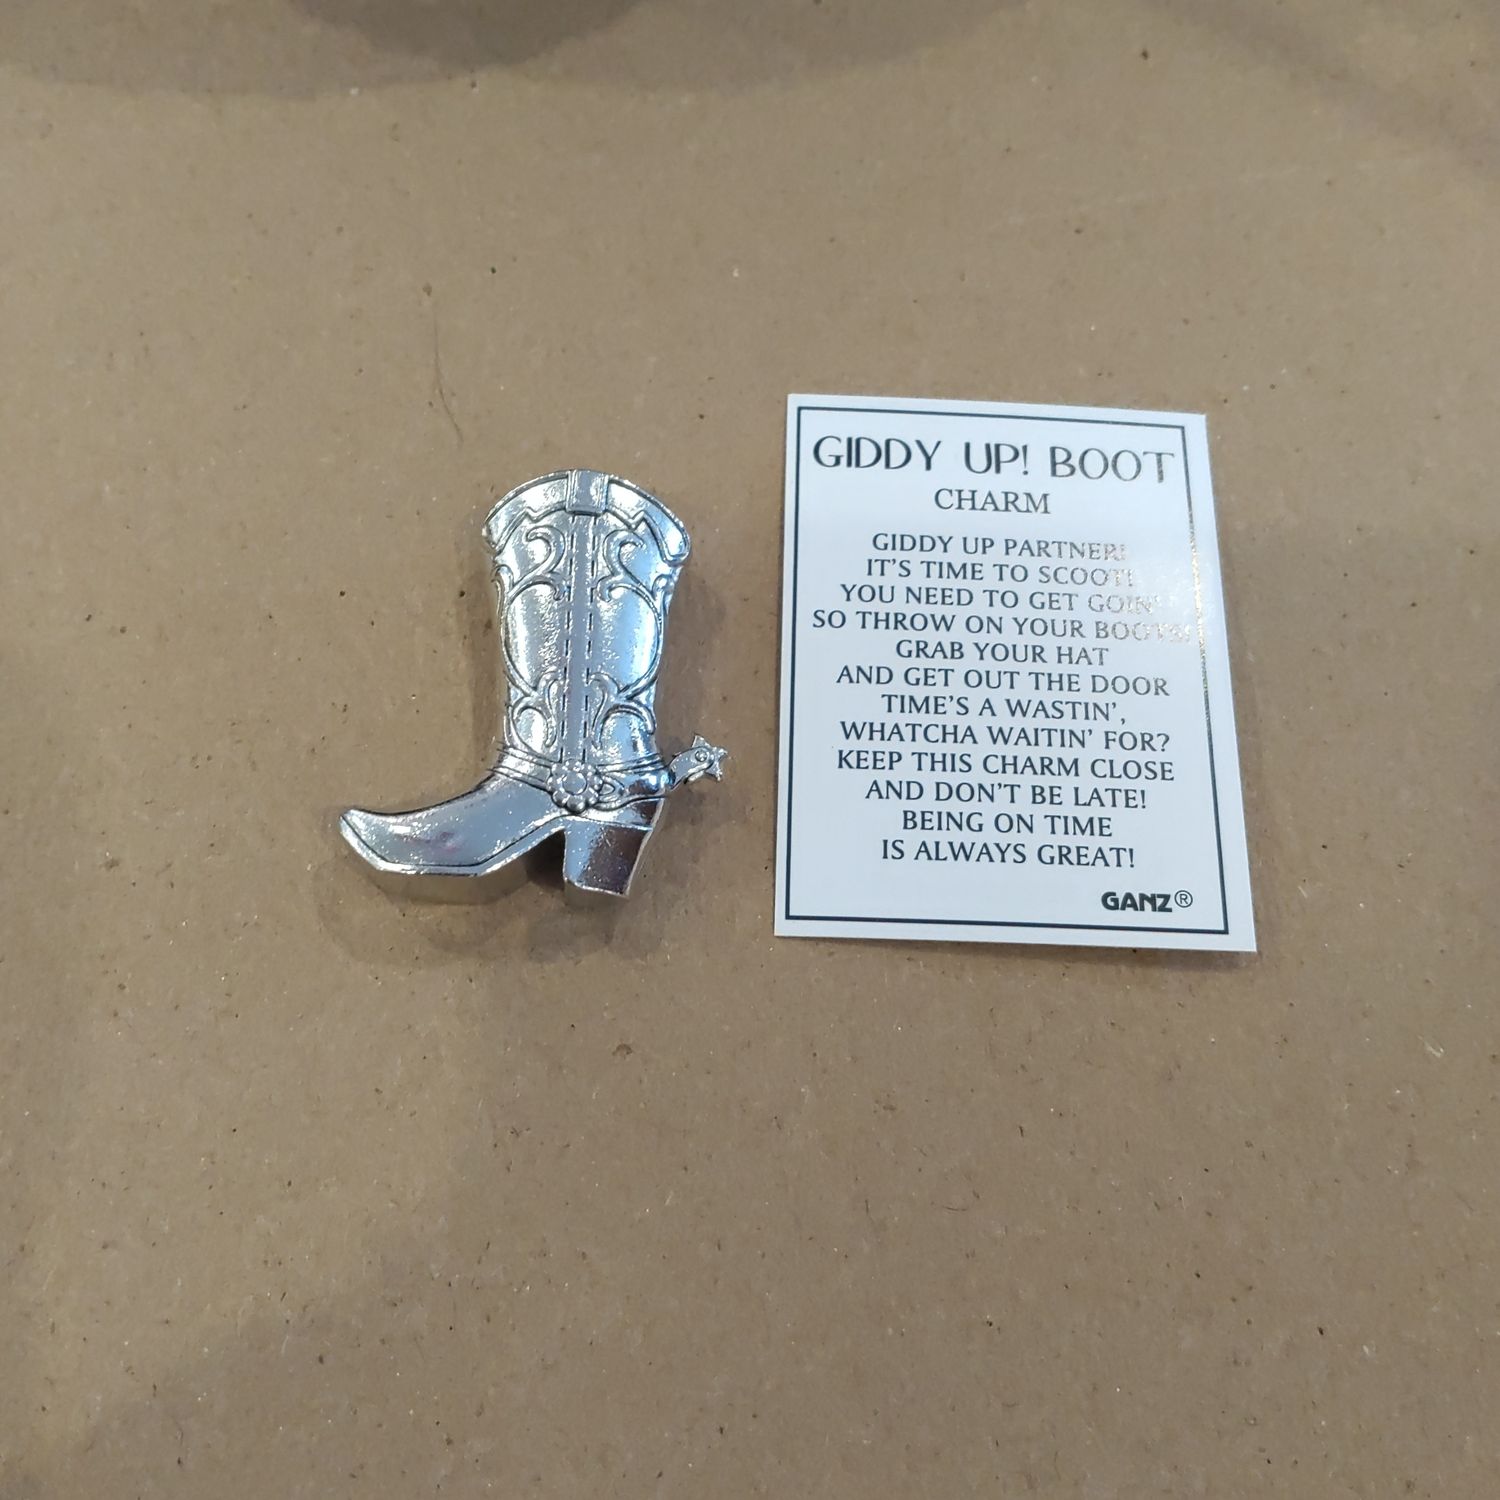 GIDDY UP! BOOT
CHARM
GIDDY UP PARTNER!
IT'S TIME TO SCOOT!
YOU NEED TO GET GOIN'
SO THROW ON YOUR BOOTS!
GRAB YOUR HAT
AND GET OUT THE DOOR
TIME'S A WASTIN',
WHATCHA WAITIN' FOR?
KEEP THIS CHARM CLOSE
AND DON'T BE LATE!
BEING ON TIME
IS ALWAYS GREAT!
GANZ®